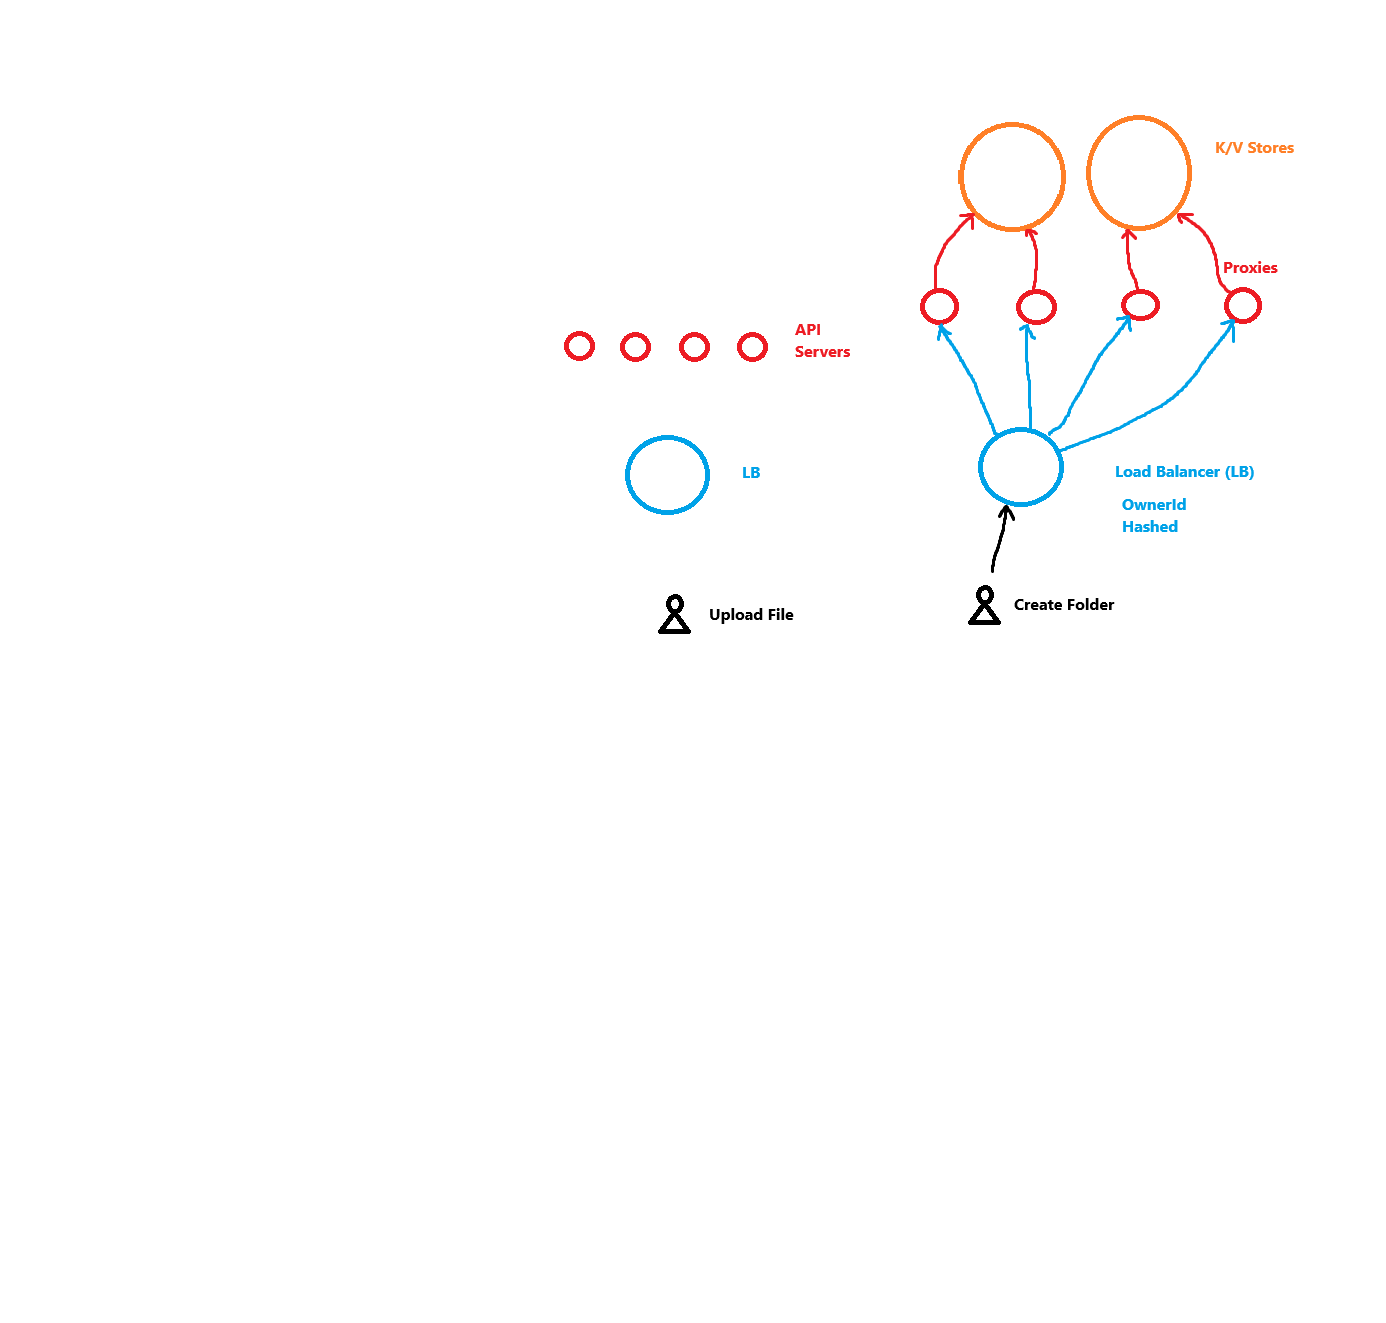 K/V Stores
Proxies
API
Servers
LB
Load Balancer (LB)
OwnerId
Hashed
Upload File
Create Folder